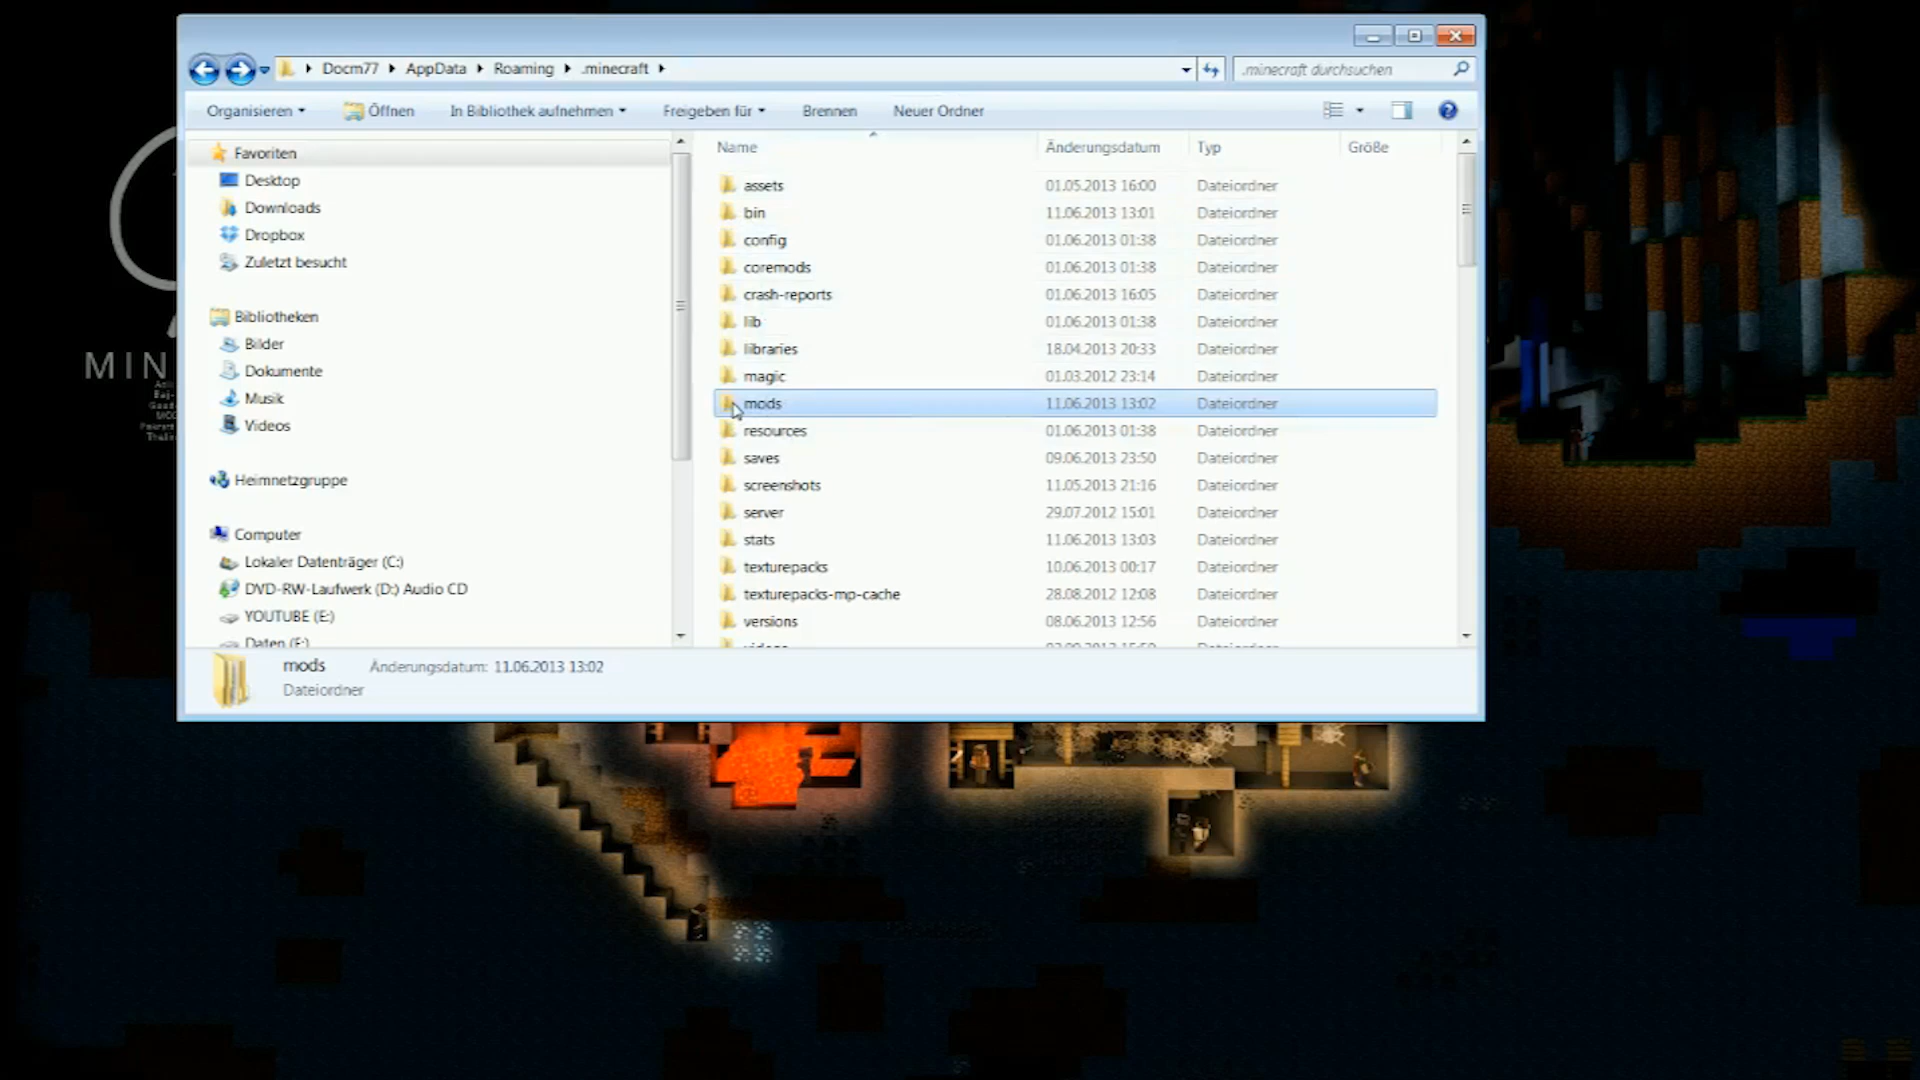 Docm77 AppData Roaming .minecraft
.minecraft durchsuchen
Organisieren Öffnen In Bibliothek aufnehmen Freigeben für Brennen Neuer Ordner
Favoriten
Desktop
Downloads
Dropbox
Zuletzt besucht
Bibliotheken
Bilder
Dokumente
Musik
Videos
Heimnetzgruppe
Computer
Lokaler Datenträger (C:)
DVD-RW-Laufwerk (D:) Audio CD
YOUTUBE (E:)
Daten (F:)
Name Änderungsdatum Typ Größe
assets 01.05.2013 16:00 Dateiordner
bin 11.06.2013 13:01 Dateiordner
config 01.06.2013 01:38 Dateiordner
coremods 01.06.2013 01:38 Dateiordner
crash-reports 01.06.2013 16:05 Dateiordner
lib 01.06.2013 01:38 Dateiordner
libraries 18.04.2013 20:33 Dateiordner
magic 01.03.2012 23:14 Dateiordner
mods 11.06.2013 13:02 Dateiordner
resources 01.06.2013 01:38 Dateiordner
saves 09.06.2013 23:50 Dateiordner
screenshots 11.05.2013 21:16 Dateiordner
server 29.07.2012 15:01 Dateiordner
stats 11.06.2013 13:03 Dateiordner
texturepacks 10.06.2013 00:17 Dateiordner
texturepacks-mp-cache 28.08.2012 12:08 Dateiordner
versions 08.06.2013 12:56 Dateiordner
mods Änderungsdatum: 11.06.2013 13:02
Dateiordner
MIN